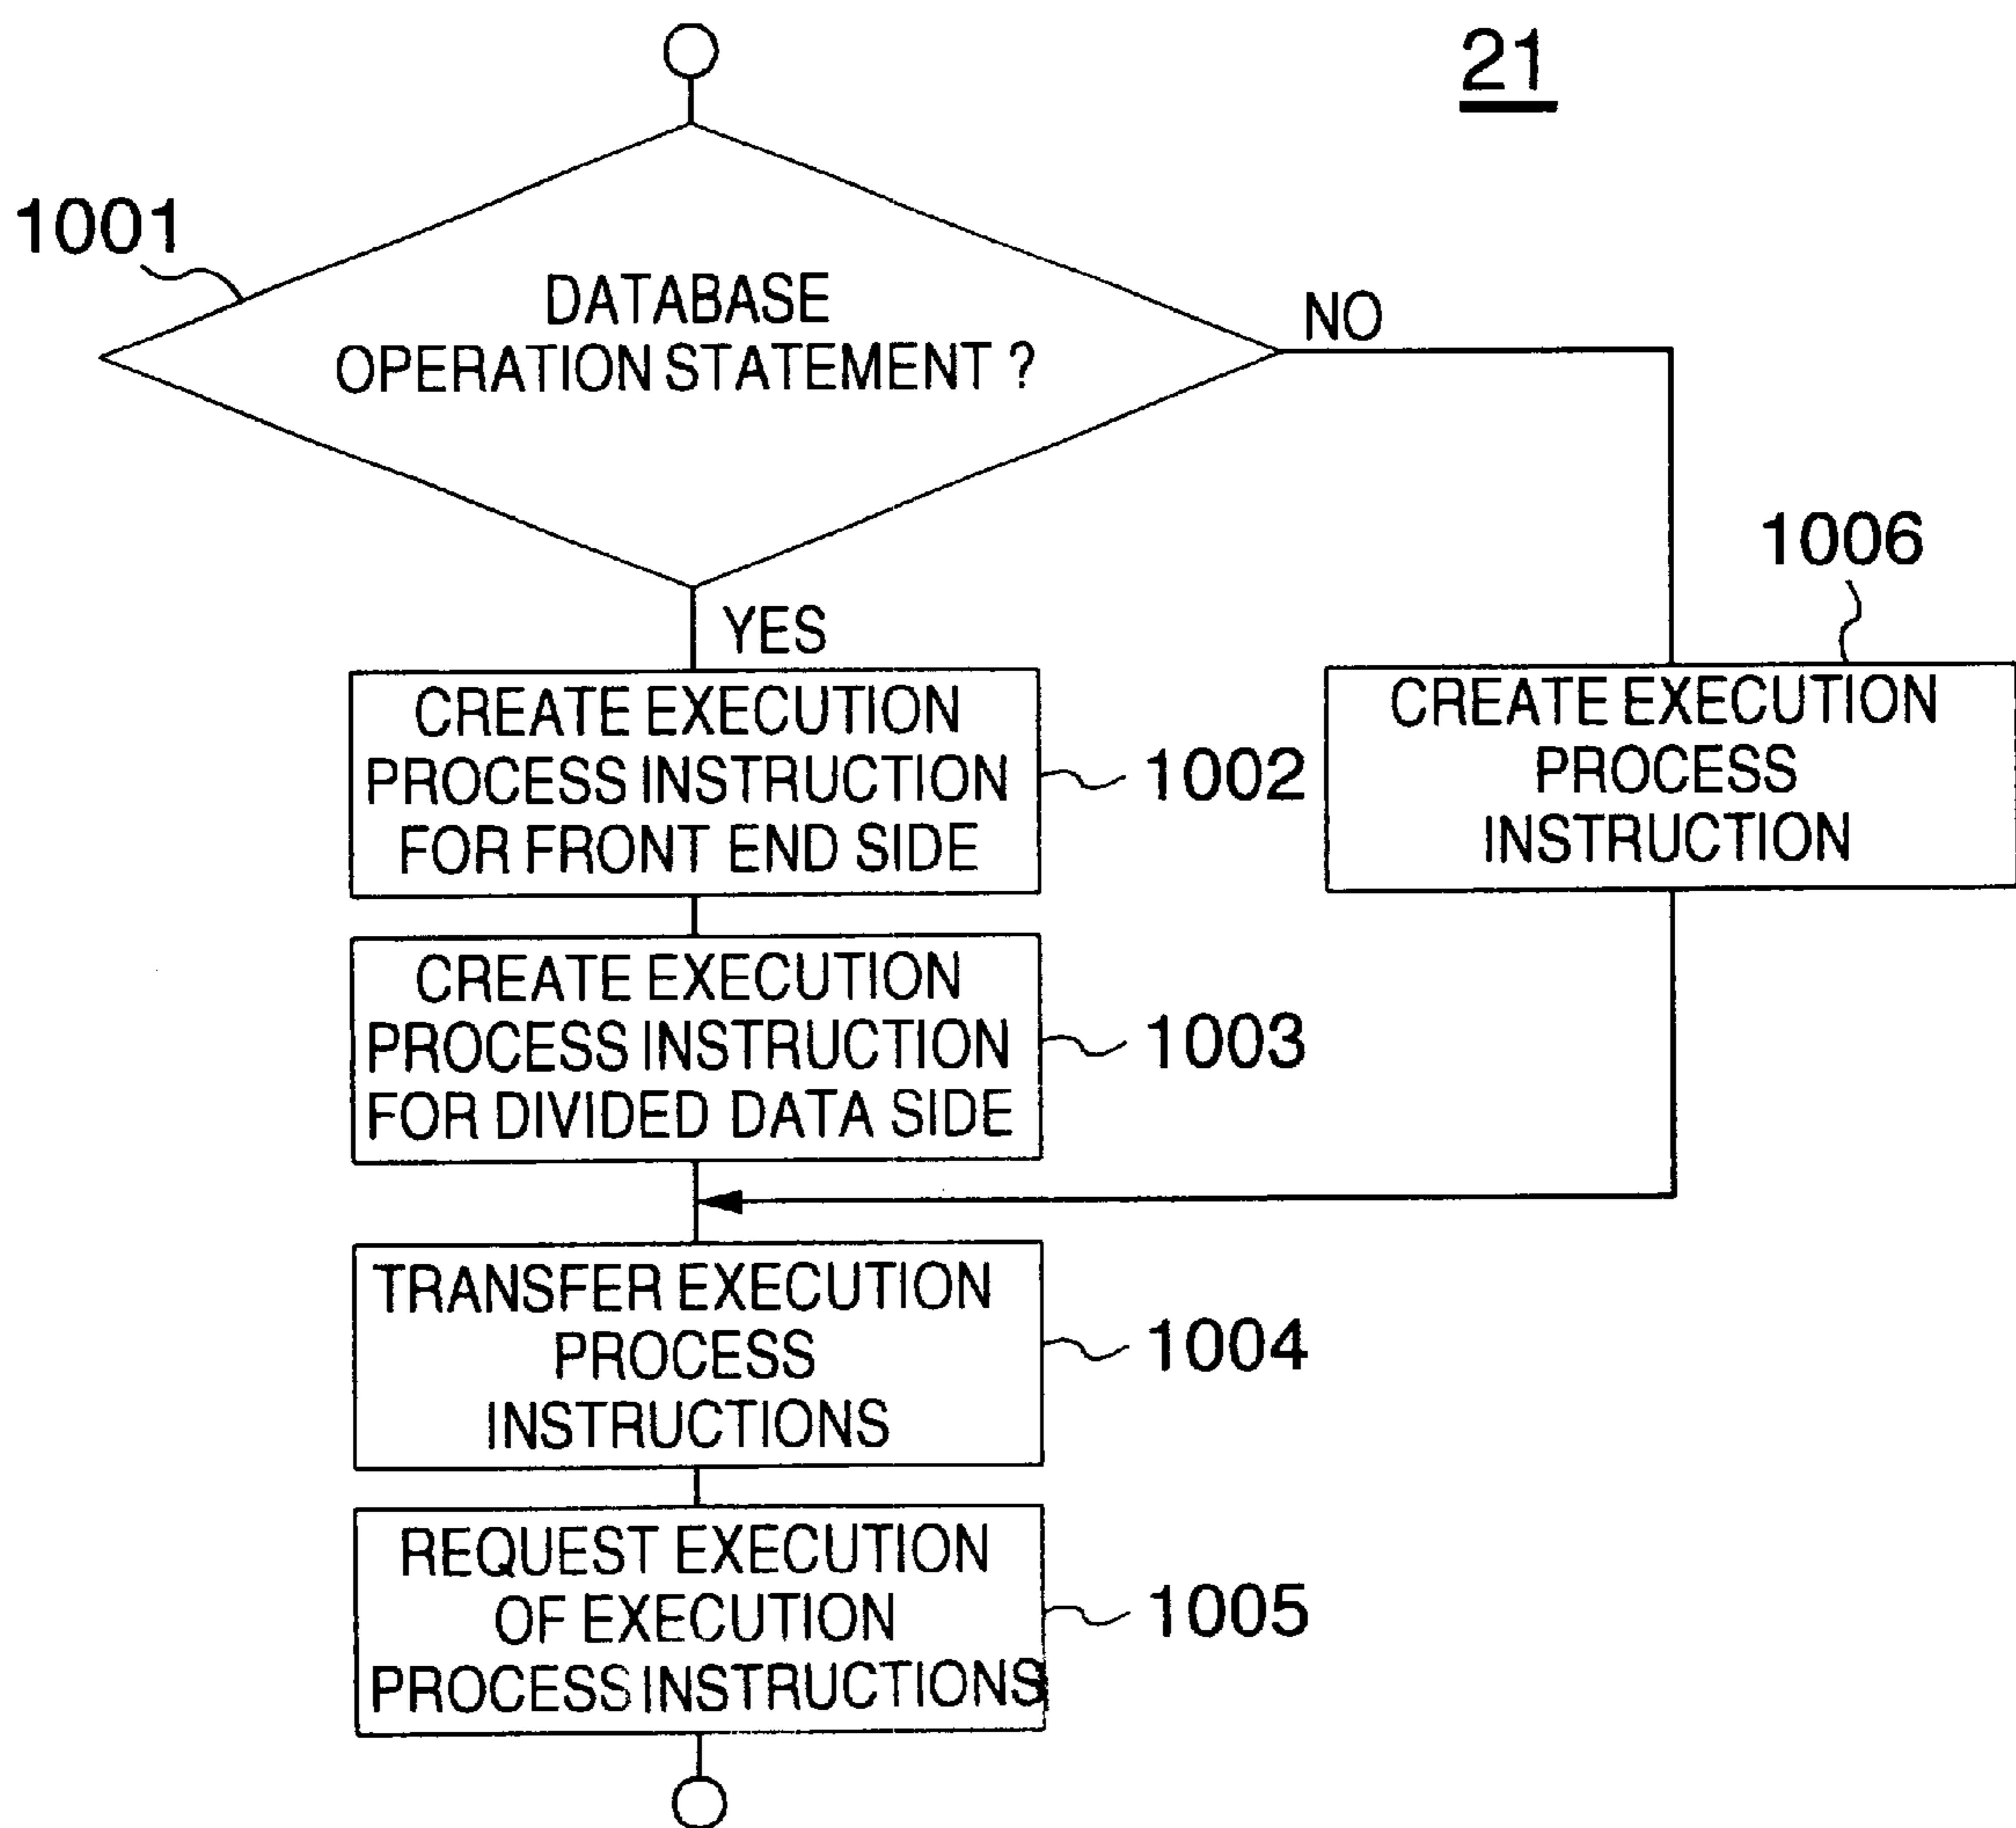 21
1001
DATABASE
OPERATION STATEMENT ?
NO
YES
1006
CREATE EXECUTION
PROCESS INSTRUCTION
FOR FRONT END SIDE
1002
CREATE EXECUTION
PROCESS
INSTRUCTION
CREATE EXECUTION
PROCESS INSTRUCTION
FOR DIVIDED DATA SIDE
1003
TRANSFER EXECUTION
PROCESS
INSTRUCTIONS
1004
REQUEST EXECUTION
OF EXECUTION
PROCESS INSTRUCTIONS
1005